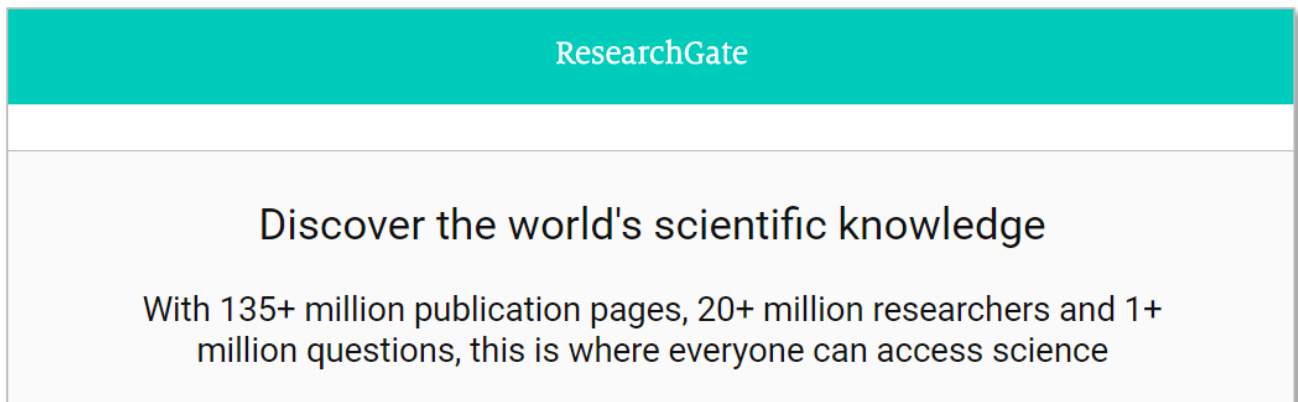 ResearchGate
Discover the world's scientific knowledge
With 135+ million publication pages, 20+ million researchers and 1+
million questions, this is where everyone can access science